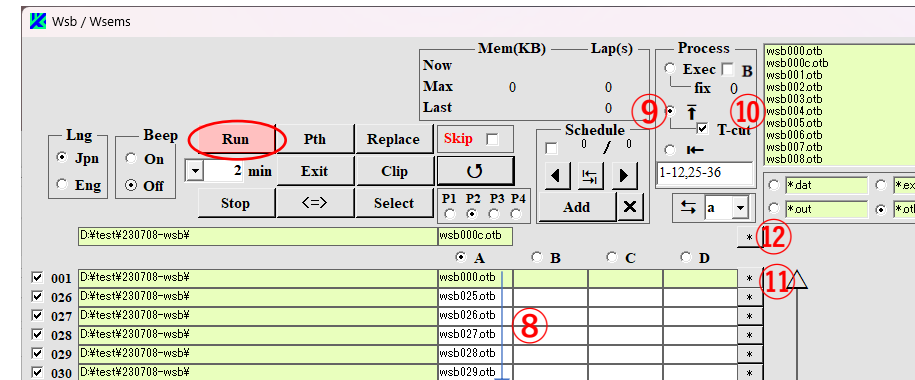 Wsb / Wsems
Mem(KB) Lap(s)
Now
Max 0 0
Last 0
Process
Exec B
fix 0
⑨ ⑩
T-cut
1-12,25-36
a
wsb000.otb
wsb000c.otb
wsb001.otb
wsb002.otb
wsb003.otb
wsb004.otb
wsb005.otb
wsb006.otb
wsb007.otb
wsb008.otb
Lng
Jpn
Eng
Beep
On
Off
Run Pth Replace Skip
2 min Exit Clip ↺
Stop <=> Select
P1 P2 P3 P4
Schedule
0 / 0
Add X
*.dat *.ex
*.out *.otb
D:¥test¥230708-wsb¥ wsb000c.otb * ⑫
A B C D
001 D:¥test¥230708-wsb¥ wsb000.otb * ⑪
026 D:¥test¥230708-wsb¥ wsb025.otb *
027 D:¥test¥230708-wsb¥ wsb026.otb ⑧ *
028 D:¥test¥230708-wsb¥ wsb027.otb *
029 D:¥test¥230708-wsb¥ wsb028.otb *
030 D:¥test¥230708-wsb¥ wsb029.otb *